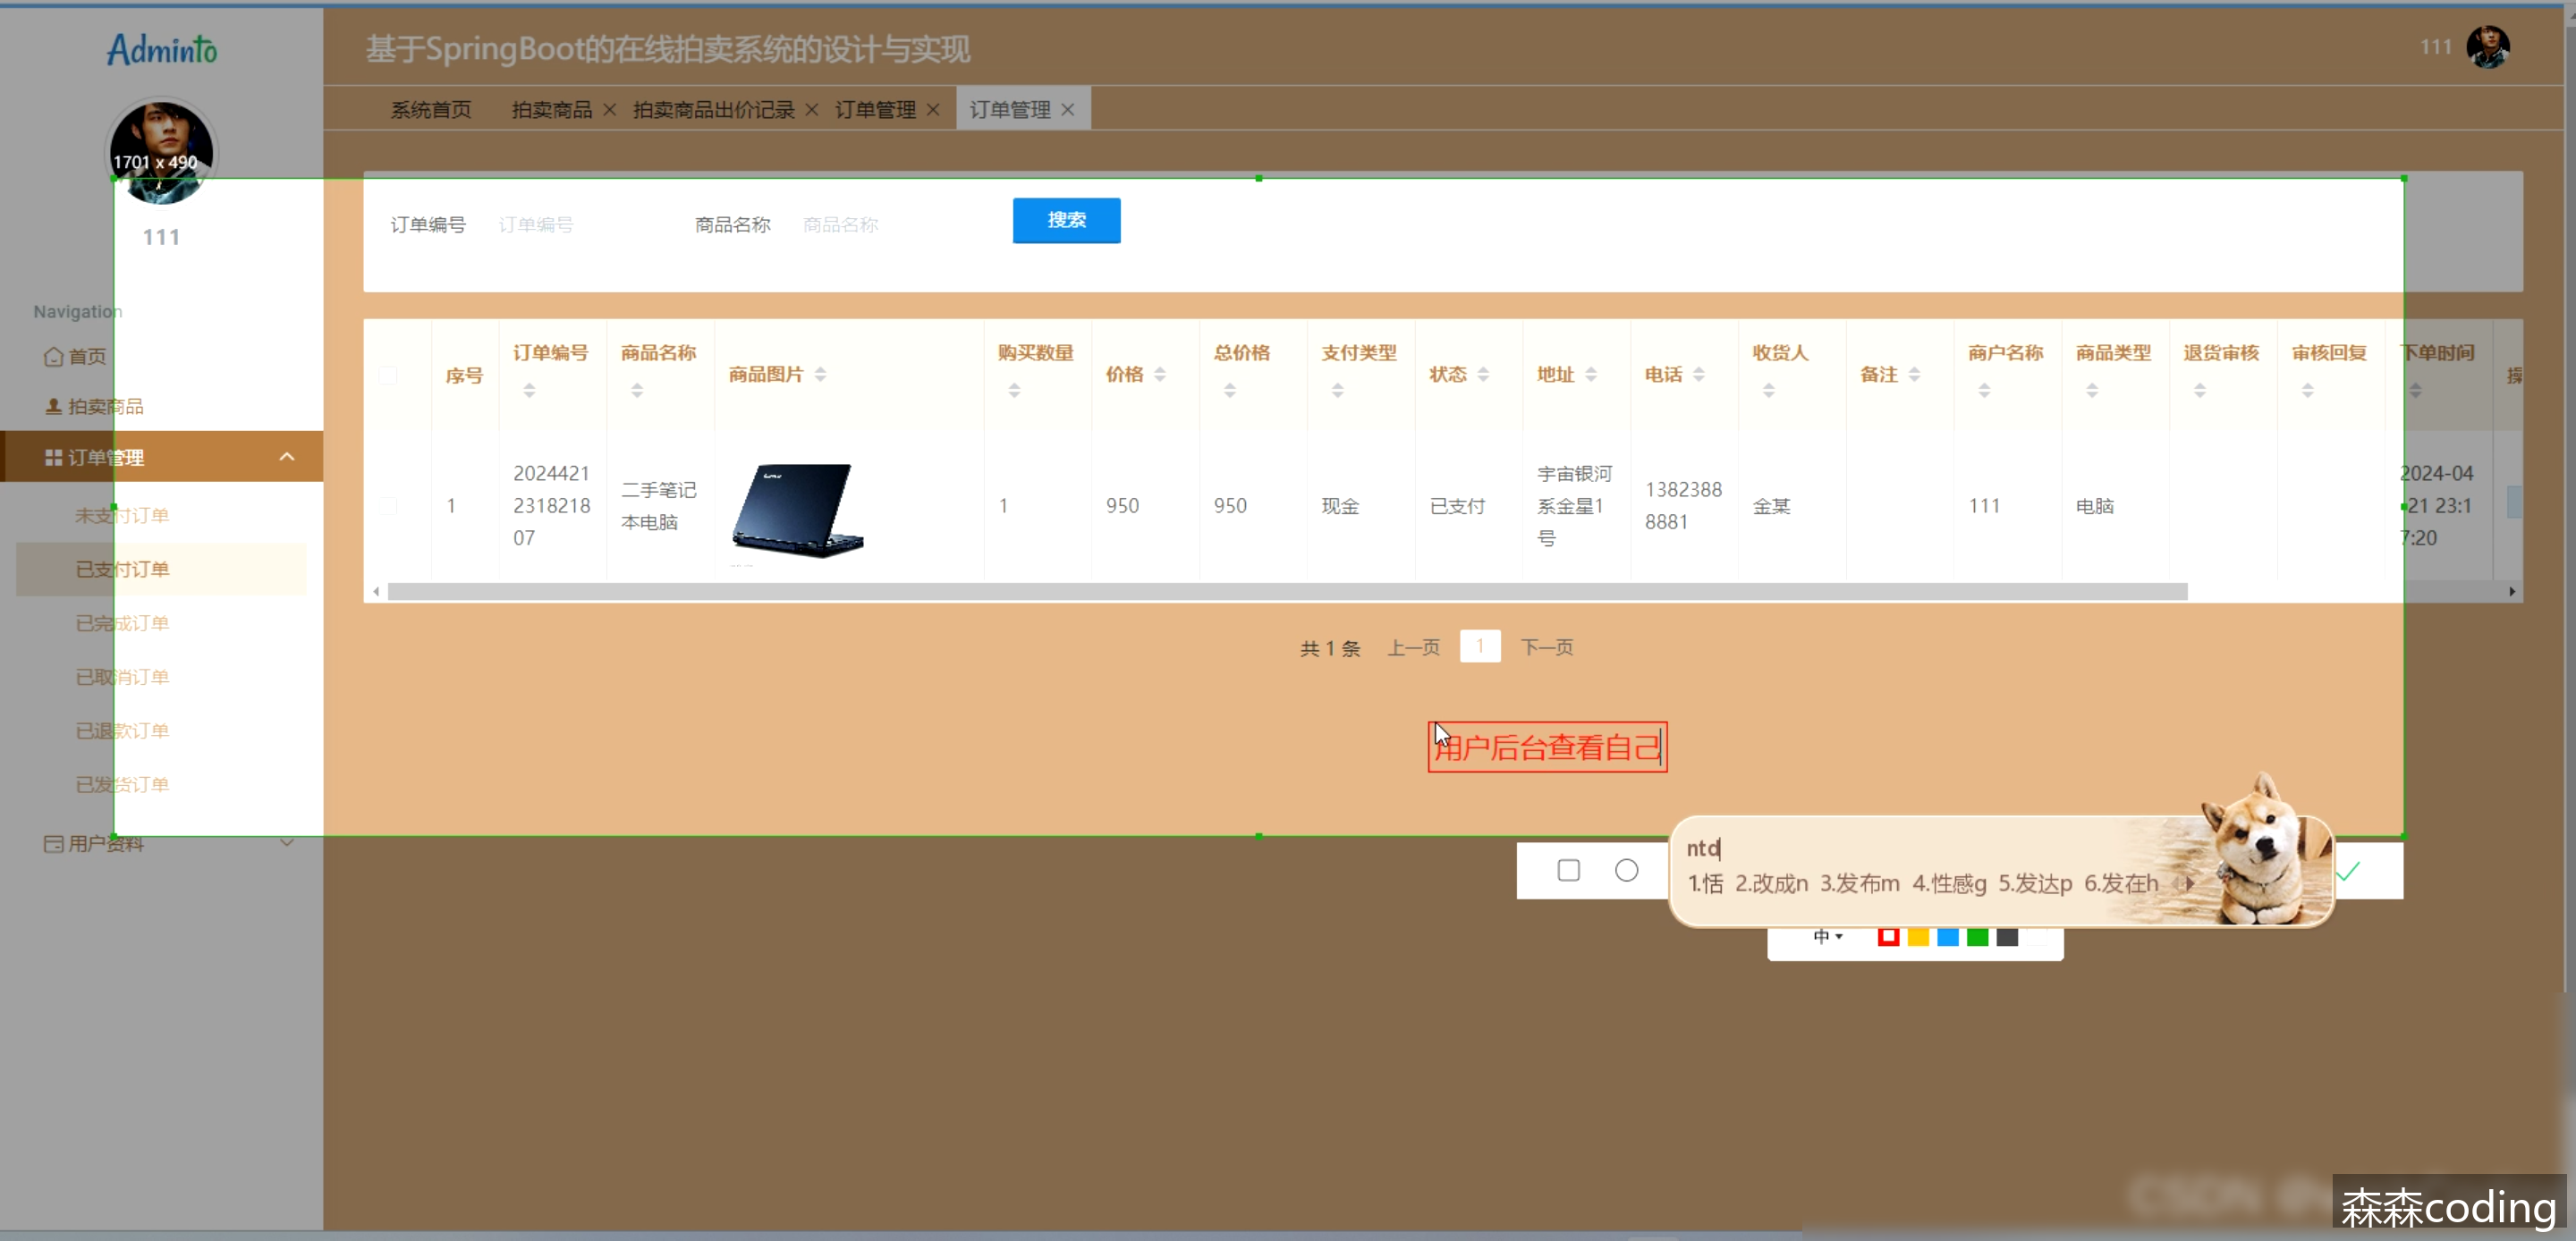 Adminto
基于SpringBoot的在线拍卖系统的设计与实现
111
系统首页 拍卖商品 拍卖商品出价记录 订单管理 订单管理
1701 x 490
111
订单编号 订单编号 商品名称 商品名称 搜索
Navigation
首页
拍卖商品
订单管理
未支付订单
已支付订单
已完成订单
已取消订单
已退款订单
已发货订单
用户资料
序号 订单编号 商品名称 商品图片 购买数量 价格 总价格 支付类型 状态 地址 电话 收货人 备注 商户名称 商品类型 退货审核 审核回复 下单时间 操
1 2024421231821807 二手笔记本电脑 1 950 950 现金 已支付 宇宙银河系金星1号 13823888881 金某 111 电脑 2024-04-21 23:17:20
共 1 条 上一页 1 下一页
用户后台查看自己
ntd
1.恬 2.改成n 3.发布m 4.性感g 5.发达p 6.发在h
中
CSDN
森森coding